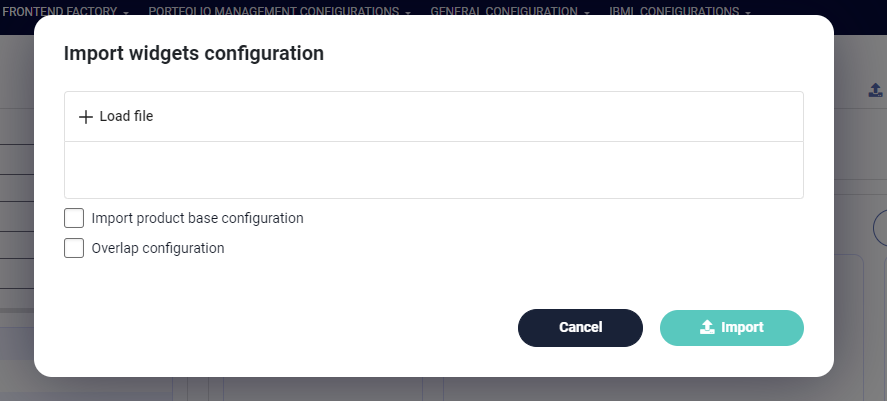 FRONTEND FACTORY PORTFOLIO MANAGEMENT CONFIGURATIONS GENERAL CONFIGURATION IBML CONFIGURATIONS
Import widgets configuration
+ Load file
Import product base configuration
Overlap configuration
Cancel Import